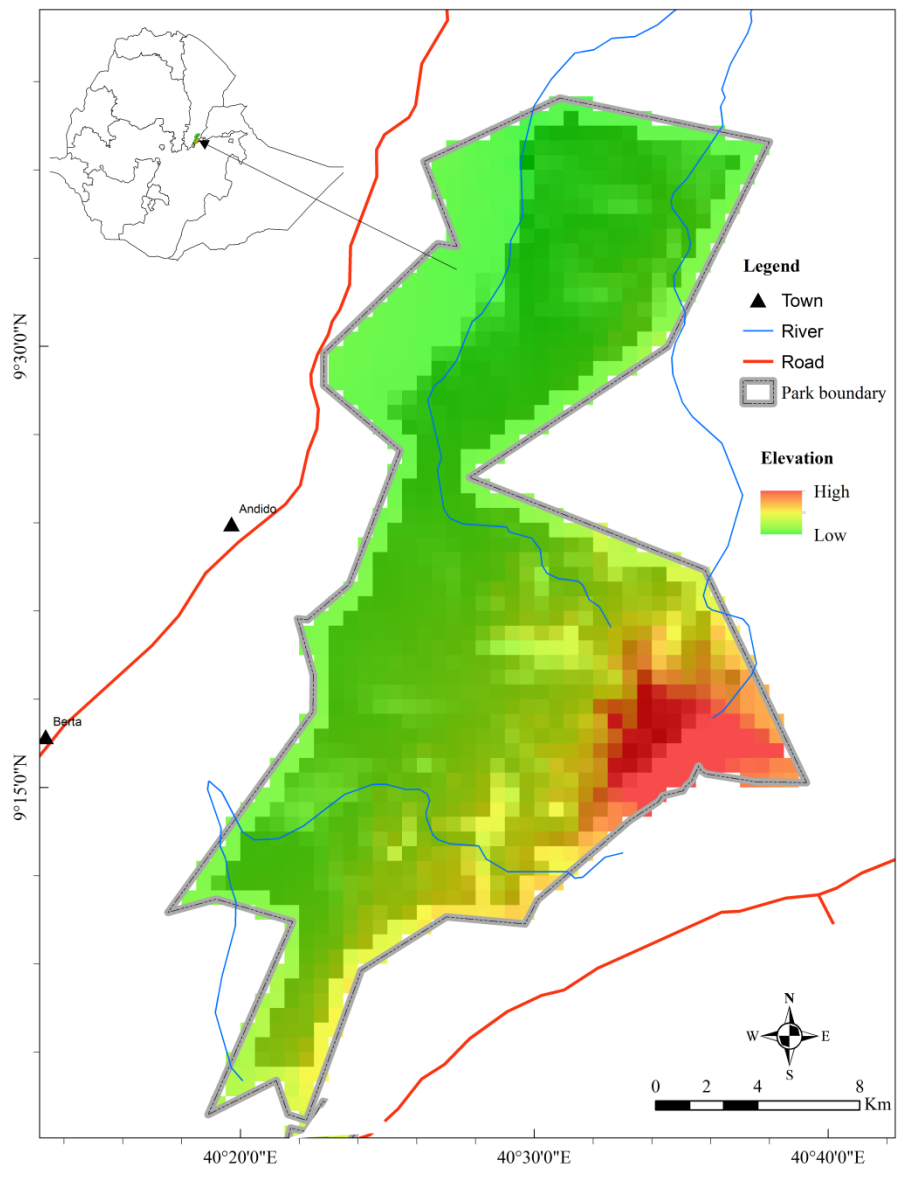 Legend
Town
River
Road
Park boundary
9°30'0"N
Elevation
High
Low
Andido
Berta
9°15'0"N
N
W E
S
0 2 4 8
Km
40°20'0"E 40°30'0"E 40°40'0"E